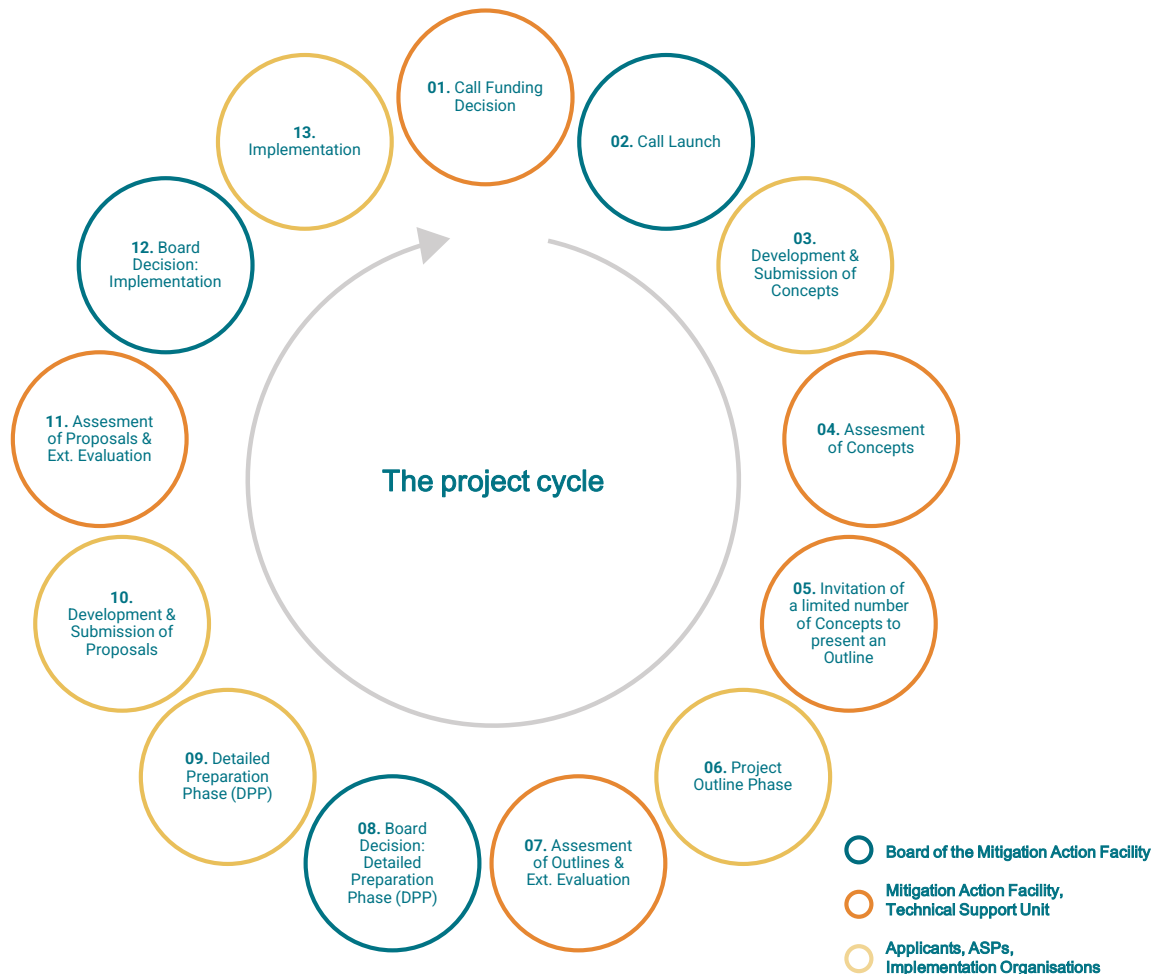 01. Call Funding
Decision
02. Call Launch
03.
Development &
Submission of
Concepts
04. Assesment
of Concepts
05. Invitation of
a limited number
of Concepts to
present an
Outline
06. Project
Outline Phase
07. Assesment
of Outlines &
Ext. Evaluation
08. Board
Decision:
Detailed
Preparation
Phase (DPP)
09. Detailed
Preparation
Phase (DPP)
10.
Development &
Submission of
Proposals
11. Assesment
of Proposals &
Ext. Evaluation
12. Board
Decision:
Implementation
13.
Implementation
The project cycle
Board of the Mitigation Action Facility
Mitigation Action Facility,
Technical Support Unit
Applicants, ASPs,
Implementation Organisations